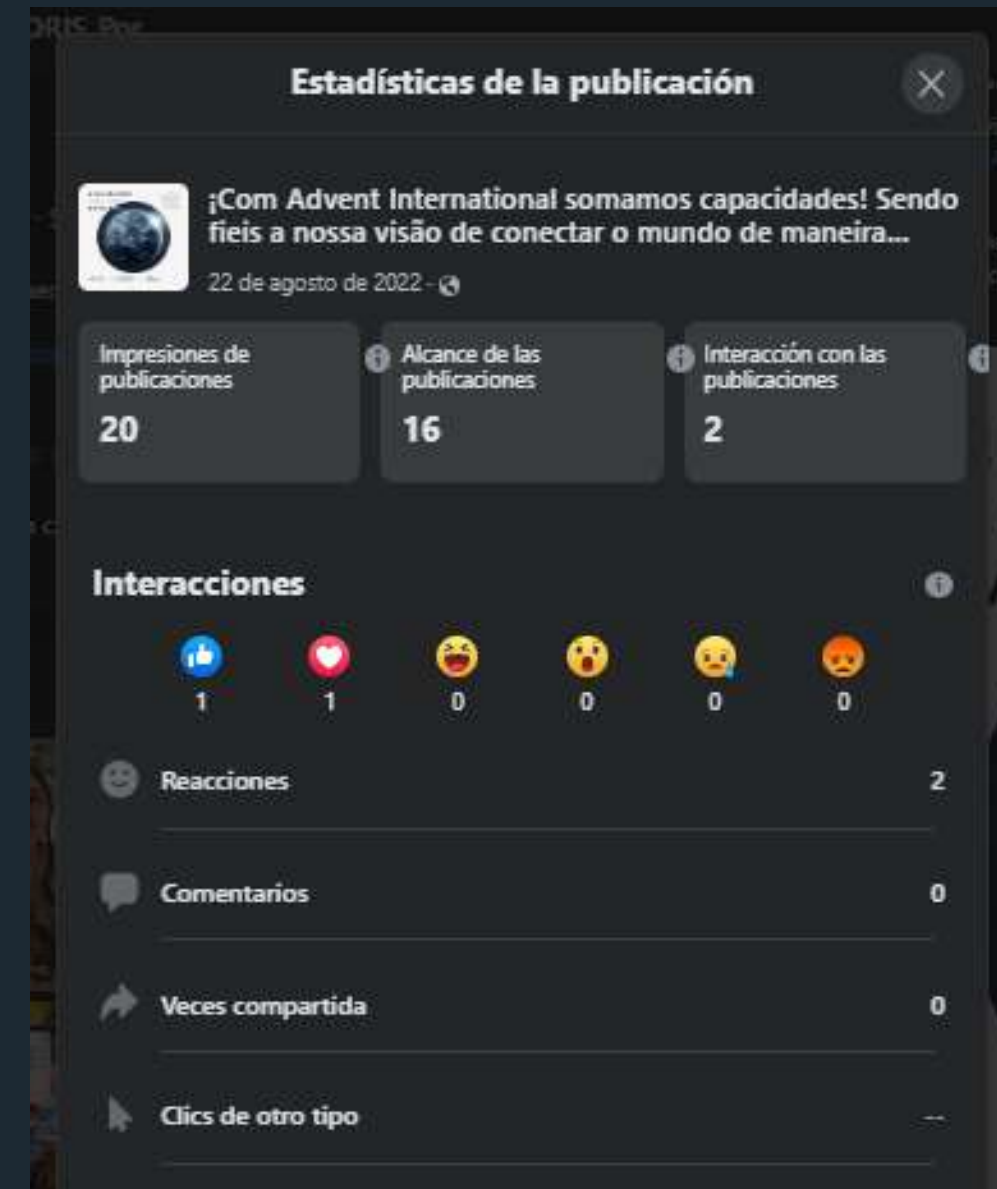 Estadísticas de la publicación
¡Com Advent International somamos capacidades! Sendo
fieis a nossa visão de conectar o mundo de maneira...
22 de agosto de 2022 -
Impresiones de
publicaciones
20
Alcance de las
publicaciones
16
Interacción con las
publicaciones
2
Interacciones
1 1 0 0 0 0
Reacciones 2
Comentarios 0
Veces compartida 0
Clics de otro tipo --